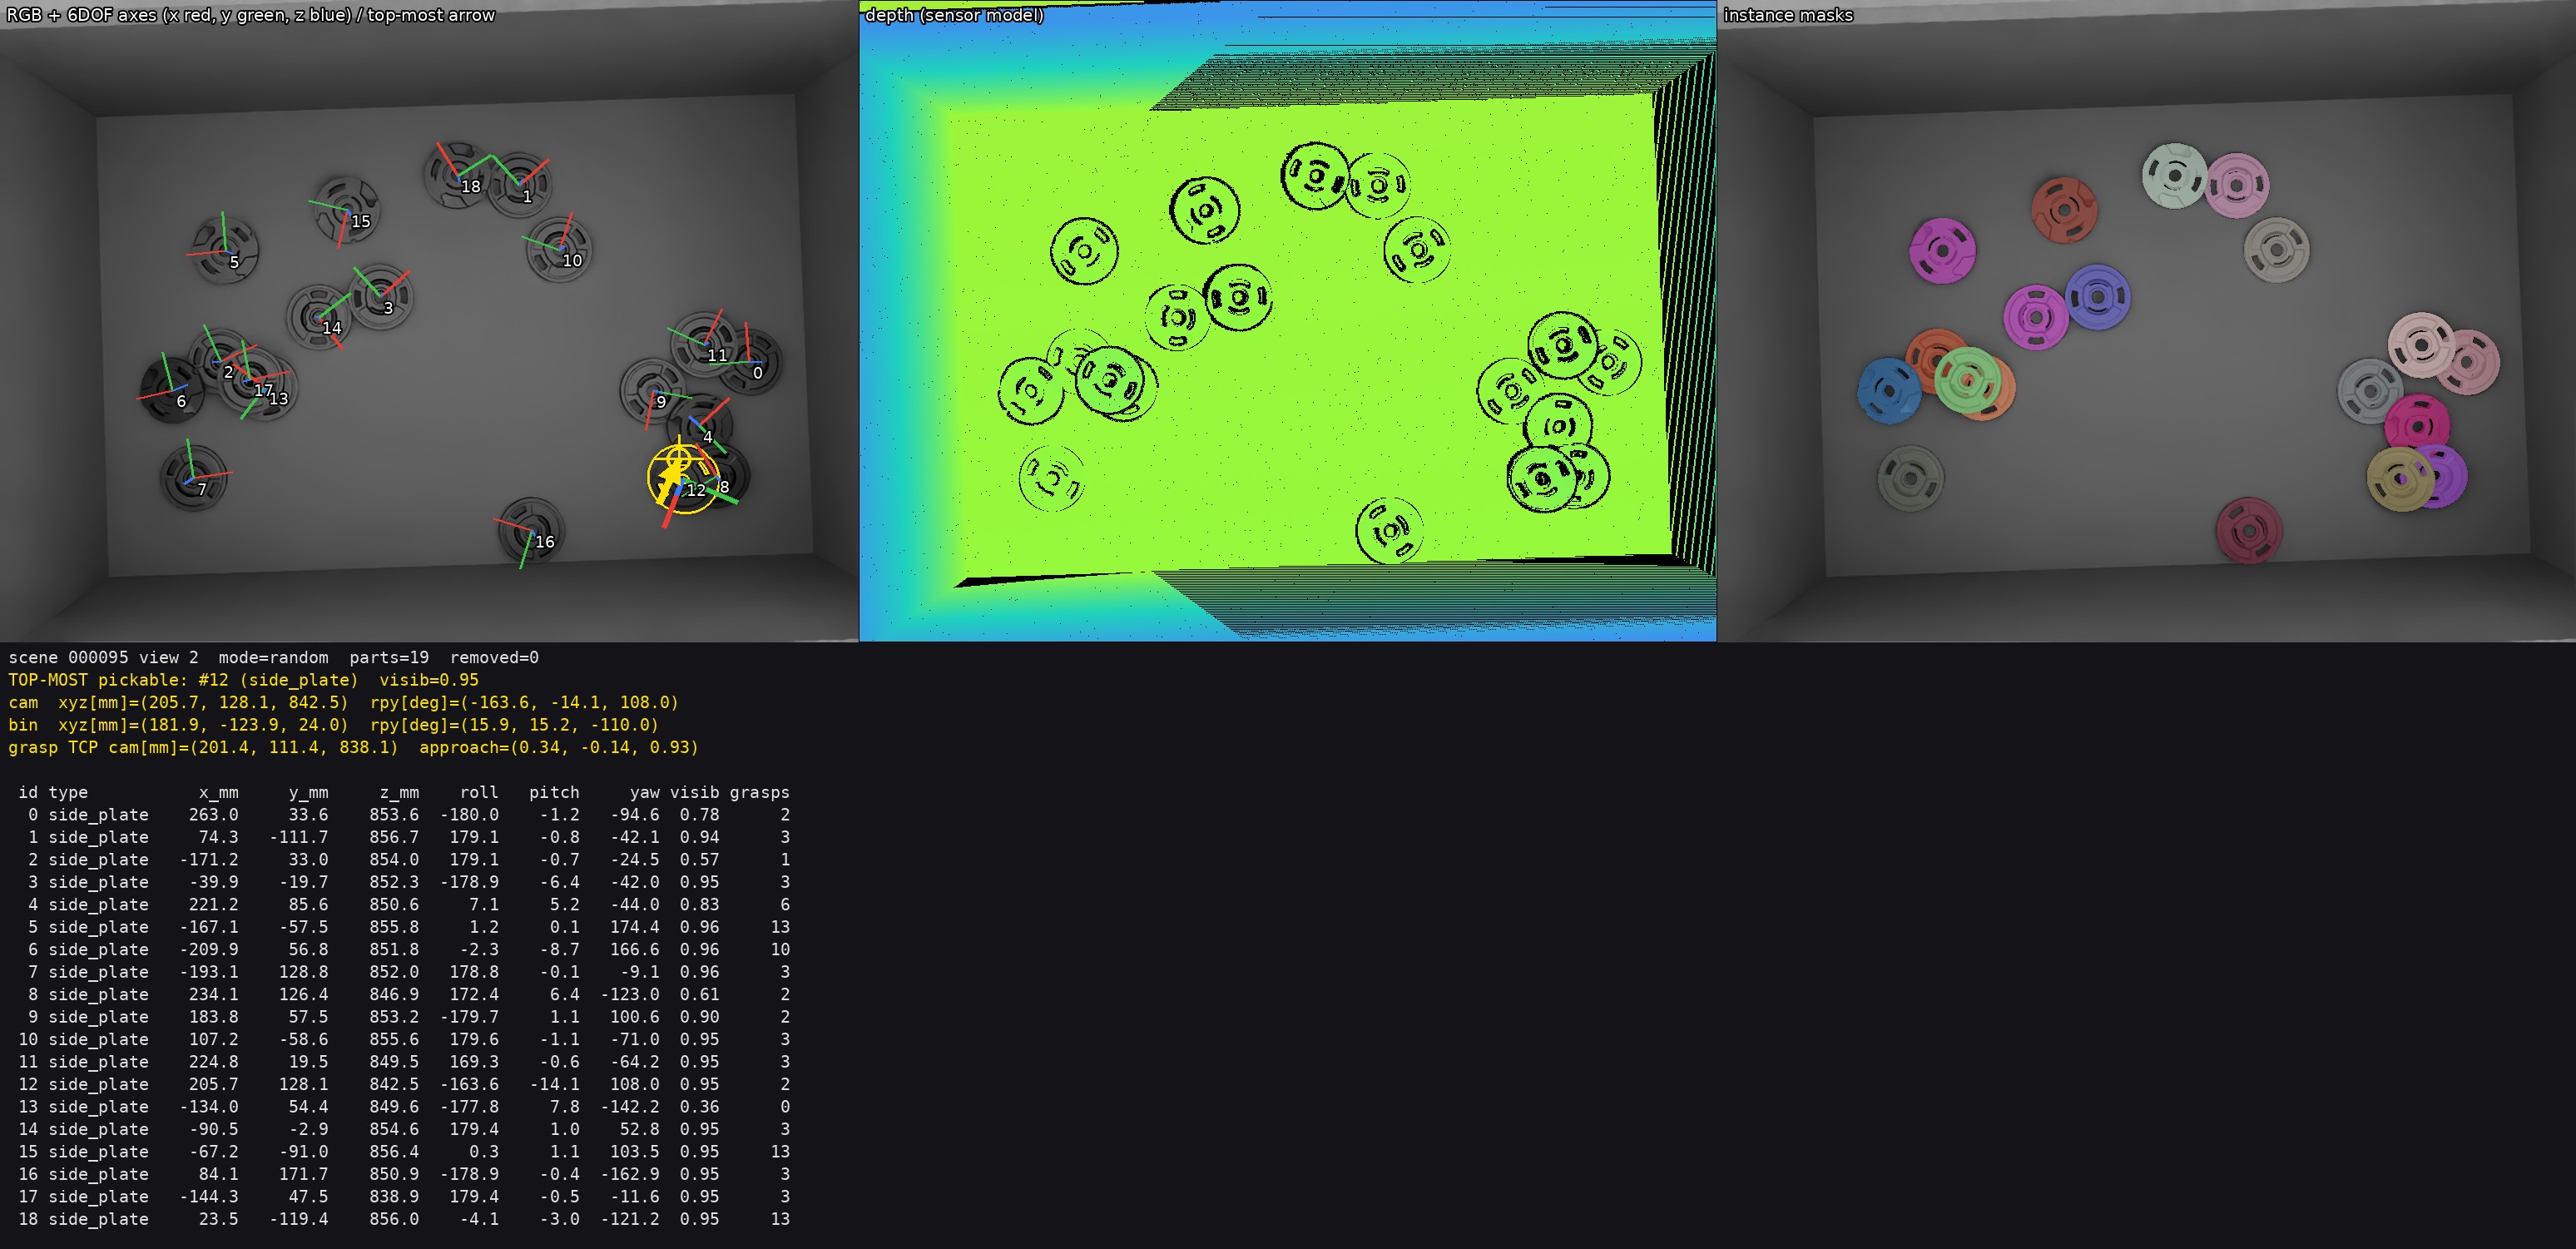 RGB + 6DOF axes (x red, y green, z blue) / top-most arrow
depth (sensor model)
instance masks
18
1
15
5
10
3
14
11
2
0
17
6
13
9
4
12
8
7
16
scene 000095 view 2  mode=random  parts=19  removed=0
TOP-MOST pickable: #12 (side_plate)  visib=0.95
cam  xyz[mm]=(205.7, 128.1, 842.5)  rpy[deg]=(-163.6, -14.1, 108.0)
bin  xyz[mm]=(181.9, -123.9, 24.0)  rpy[deg]=(15.9, 15.2, -110.0)
grasp TCP cam[mm]=(201.4, 111.4, 838.1)  approach=(0.34, -0.14, 0.93)
id type x_mm y_mm z_mm roll pitch yaw visib grasps
0 side_plate 263.0 33.6 853.6 -180.0 -1.2 -94.6 0.78 2
1 side_plate 74.3 -111.7 856.7 179.1 -0.8 -42.1 0.94 3
2 side_plate -171.2 33.0 854.0 179.1 -0.7 -24.5 0.57 1
3 side_plate -39.9 -19.7 852.3 -178.9 -6.4 -42.0 0.95 3
4 side_plate 221.2 85.6 850.6 7.1 5.2 -44.0 0.83 6
5 side_plate -167.1 -57.5 855.8 1.2 0.1 174.4 0.96 13
6 side_plate -209.9 56.8 851.8 -2.3 -8.7 166.6 0.96 10
7 side_plate -193.1 128.8 852.0 178.8 -0.1 -9.1 0.96 3
8 side_plate 234.1 126.4 846.9 172.4 6.4 -123.0 0.61 2
9 side_plate 183.8 57.5 853.2 -179.7 1.1 100.6 0.90 2
10 side_plate 107.2 -58.6 855.6 179.6 -1.1 -71.0 0.95 3
11 side_plate 224.8 19.5 849.5 169.3 -0.6 -64.2 0.95 3
12 side_plate 205.7 128.1 842.5 -163.6 -14.1 108.0 0.95 2
13 side_plate -134.0 54.4 849.6 -177.8 7.8 -142.2 0.36 0
14 side_plate -90.5 -2.9 854.6 179.4 1.0 52.8 0.95 3
15 side_plate -67.2 -91.0 856.4 0.3 1.1 103.5 0.95 13
16 side_plate 84.1 171.7 850.9 -178.9 -0.4 -162.9 0.95 3
17 side_plate -144.3 47.5 838.9 179.4 -0.5 -11.6 0.95 3
18 side_plate 23.5 -119.4 856.0 -4.1 -3.0 -121.2 0.95 13